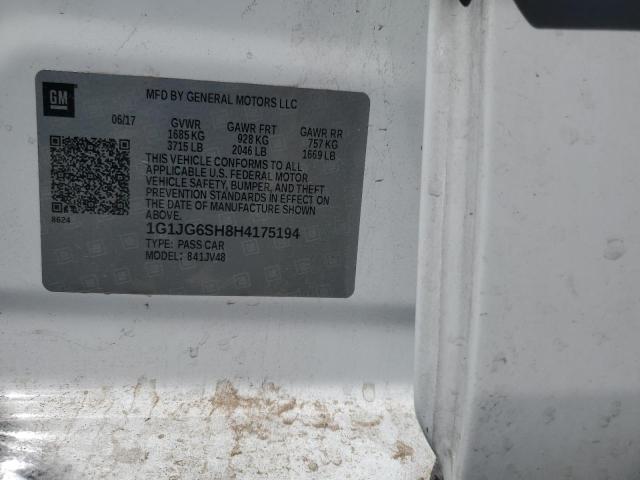 GM
MFD BY GENERAL MOTORS LLC
06/17 GVWR GAWR FRT GAWR RR
1685 KG 928 KG 757 KG
3715 LB 2046 LB 1669 LB
THIS VEHICLE CONFORMS TO ALL
APPLICABLE U.S. FEDERAL MOTOR
VEHICLE SAFETY, BUMPER, AND THEFT
PREVENTION STANDARDS IN EFFECT ON
THE DATE OF MANUFACTURE SHOWN
ABOVE.
8624
1G1JG6SH8H4175194
TYPE: PASS CAR
MODEL: 841JV48